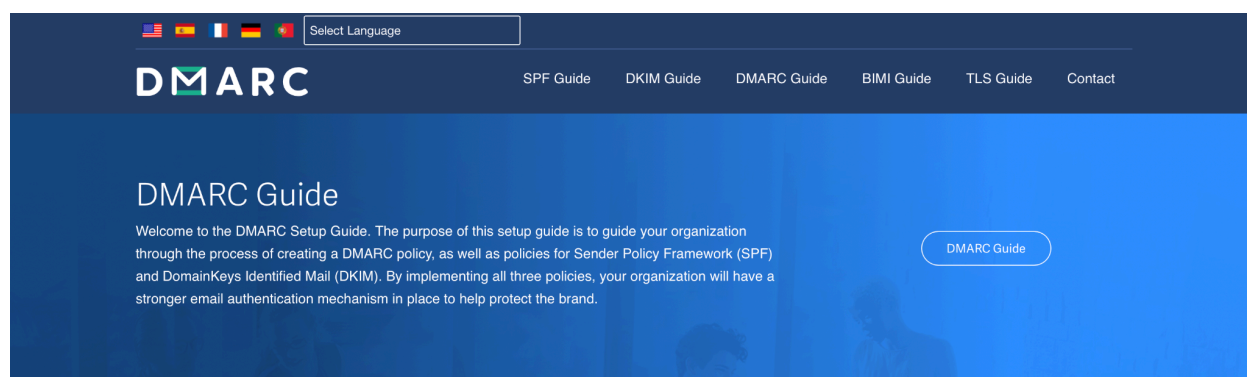 Select Language
DMARC
SPF Guide DKIM Guide DMARC Guide BIMI Guide TLS Guide Contact
DMARC Guide
Welcome to the DMARC Setup Guide. The purpose of this setup guide is to guide your organization
through the process of creating a DMARC policy, as well as policies for Sender Policy Framework (SPF)
and DomainKeys Identified Mail (DKIM). By implementing all three policies, your organization will have a
stronger email authentication mechanism in place to help protect the brand.
DMARC Guide